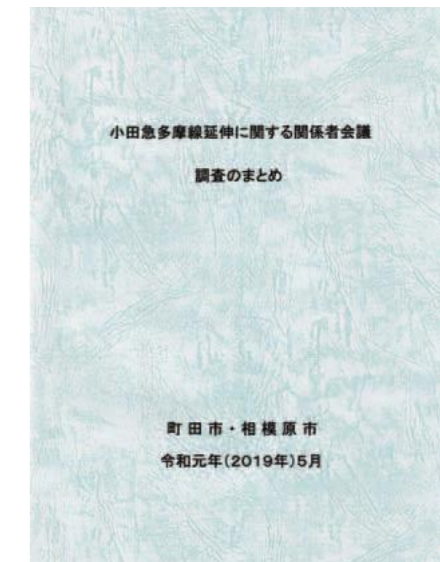 小田急多摩線延伸に関する関係者会議
調査のまとめ
町田市・相模原市
令和元年(2019年)5月